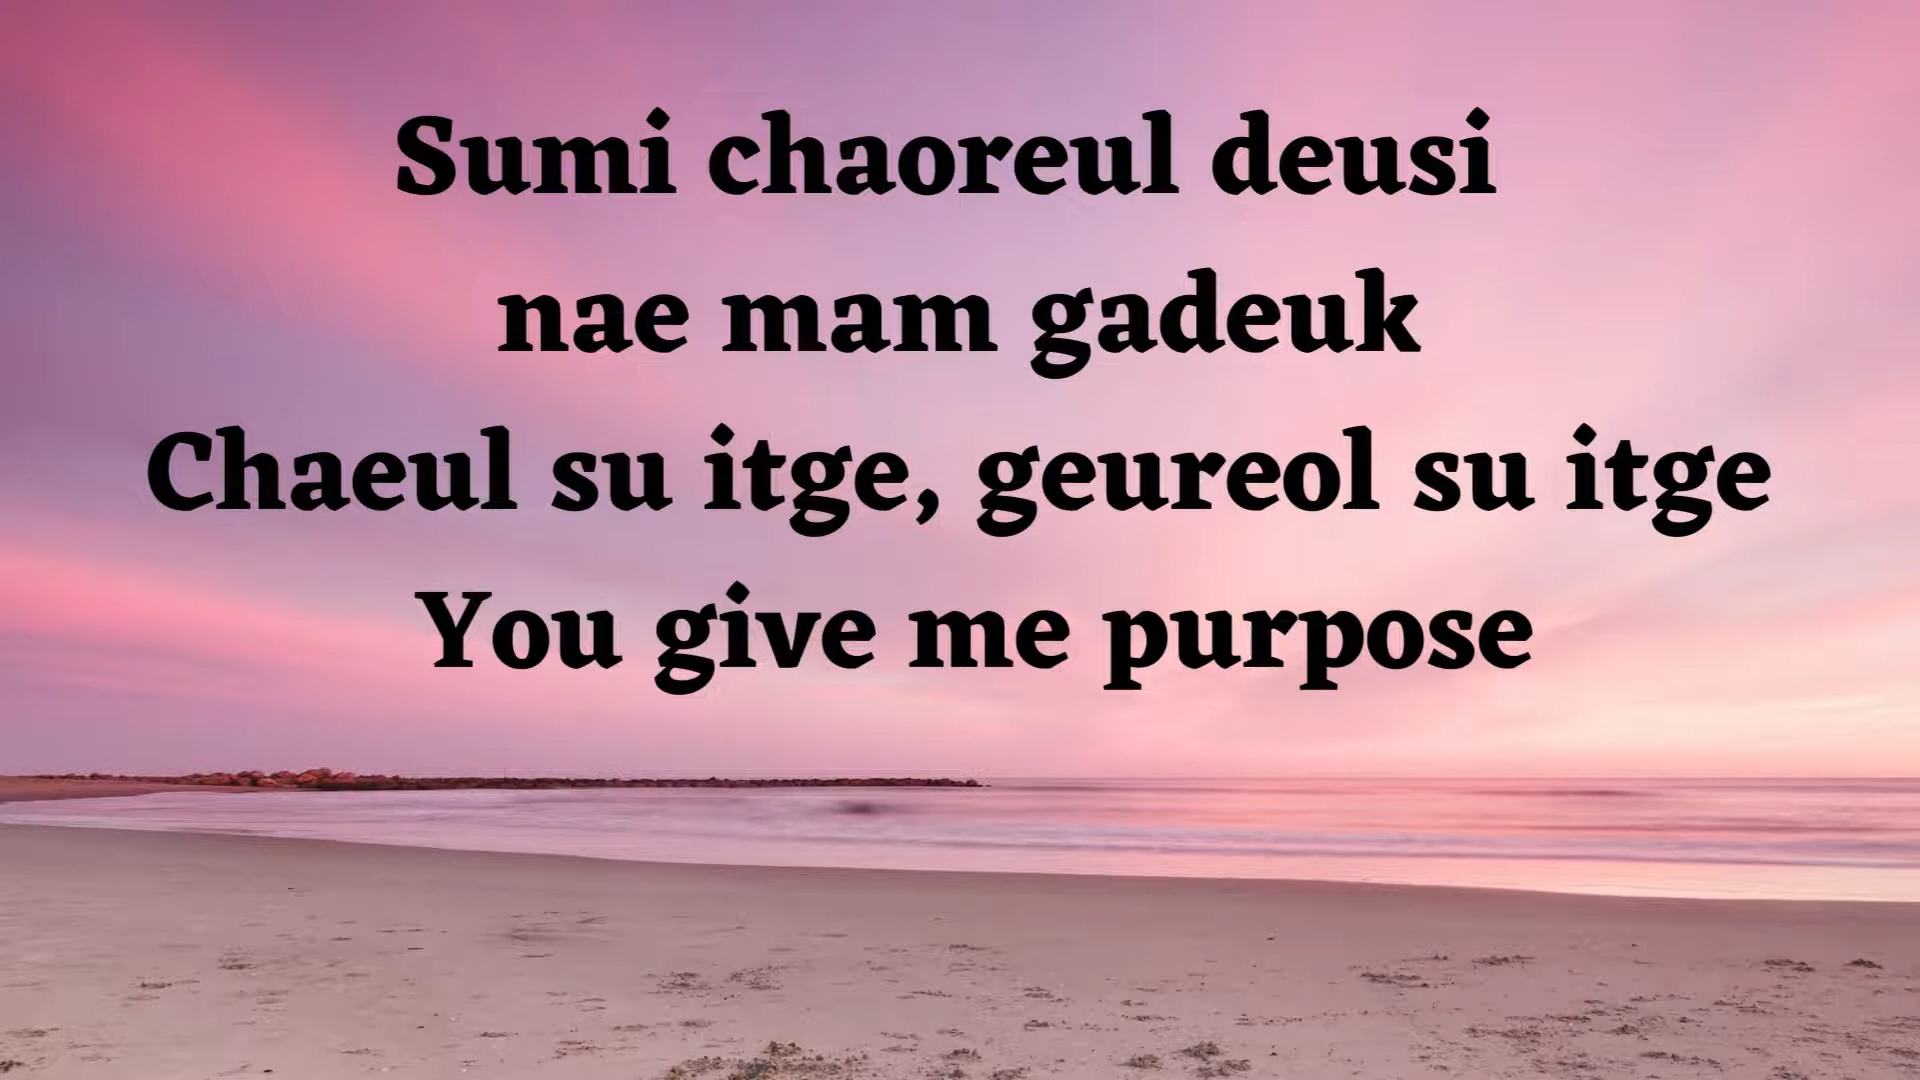 Sumi chaoreul deusi
nae mam gadeuk
Chaeul su itge, geureol su itge
You give me purpose